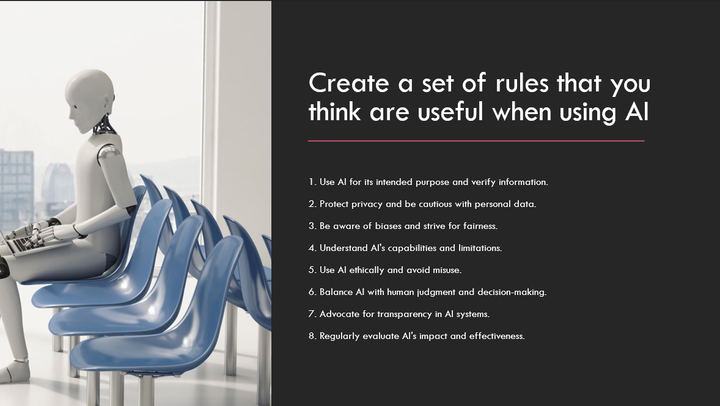 Create a set of rules that you
think are useful when using AI
1. Use AI for its intended purpose and verify information.
2. Protect privacy and be cautious with personal data.
3. Be aware of biases and strive for fairness.
4. Understand AI's capabilities and limitations.
5. Use AI ethically and avoid misuse.
6. Balance AI with human judgment and decision-making.
7. Advocate for transparency in AI systems.
8. Regularly evaluate AI's impact and effectiveness.